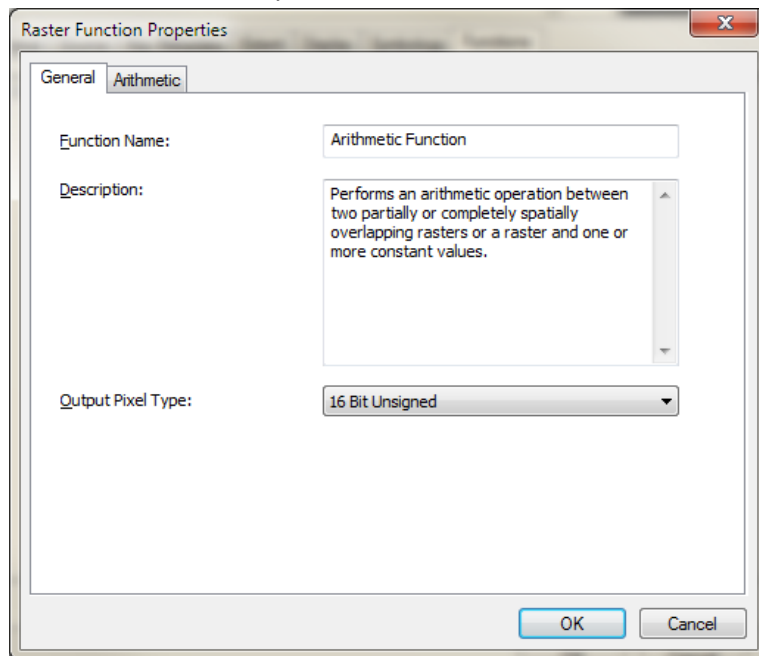 Raster Function Properties
X
General
Arithmetic
Function Name:
Arithmetic Function
Description:
Performs an arithmetic operation between
two partially or completely spatially
overlapping rasters or a raster and one or
more constant values.
Output Pixel Type:
16 Bit Unsigned
OK
Cancel